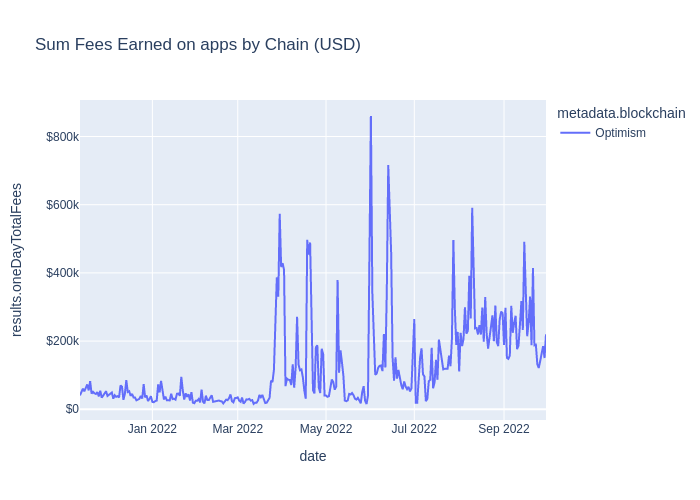 Sum Fees Earned on apps by Chain (USD)
metadata.blockchain
Optimism
results.oneDayTotalFees
$800k
$600k
$400k
$200k
$0
Jan 2022
Mar 2022
May 2022
Jul 2022
Sep 2022
date